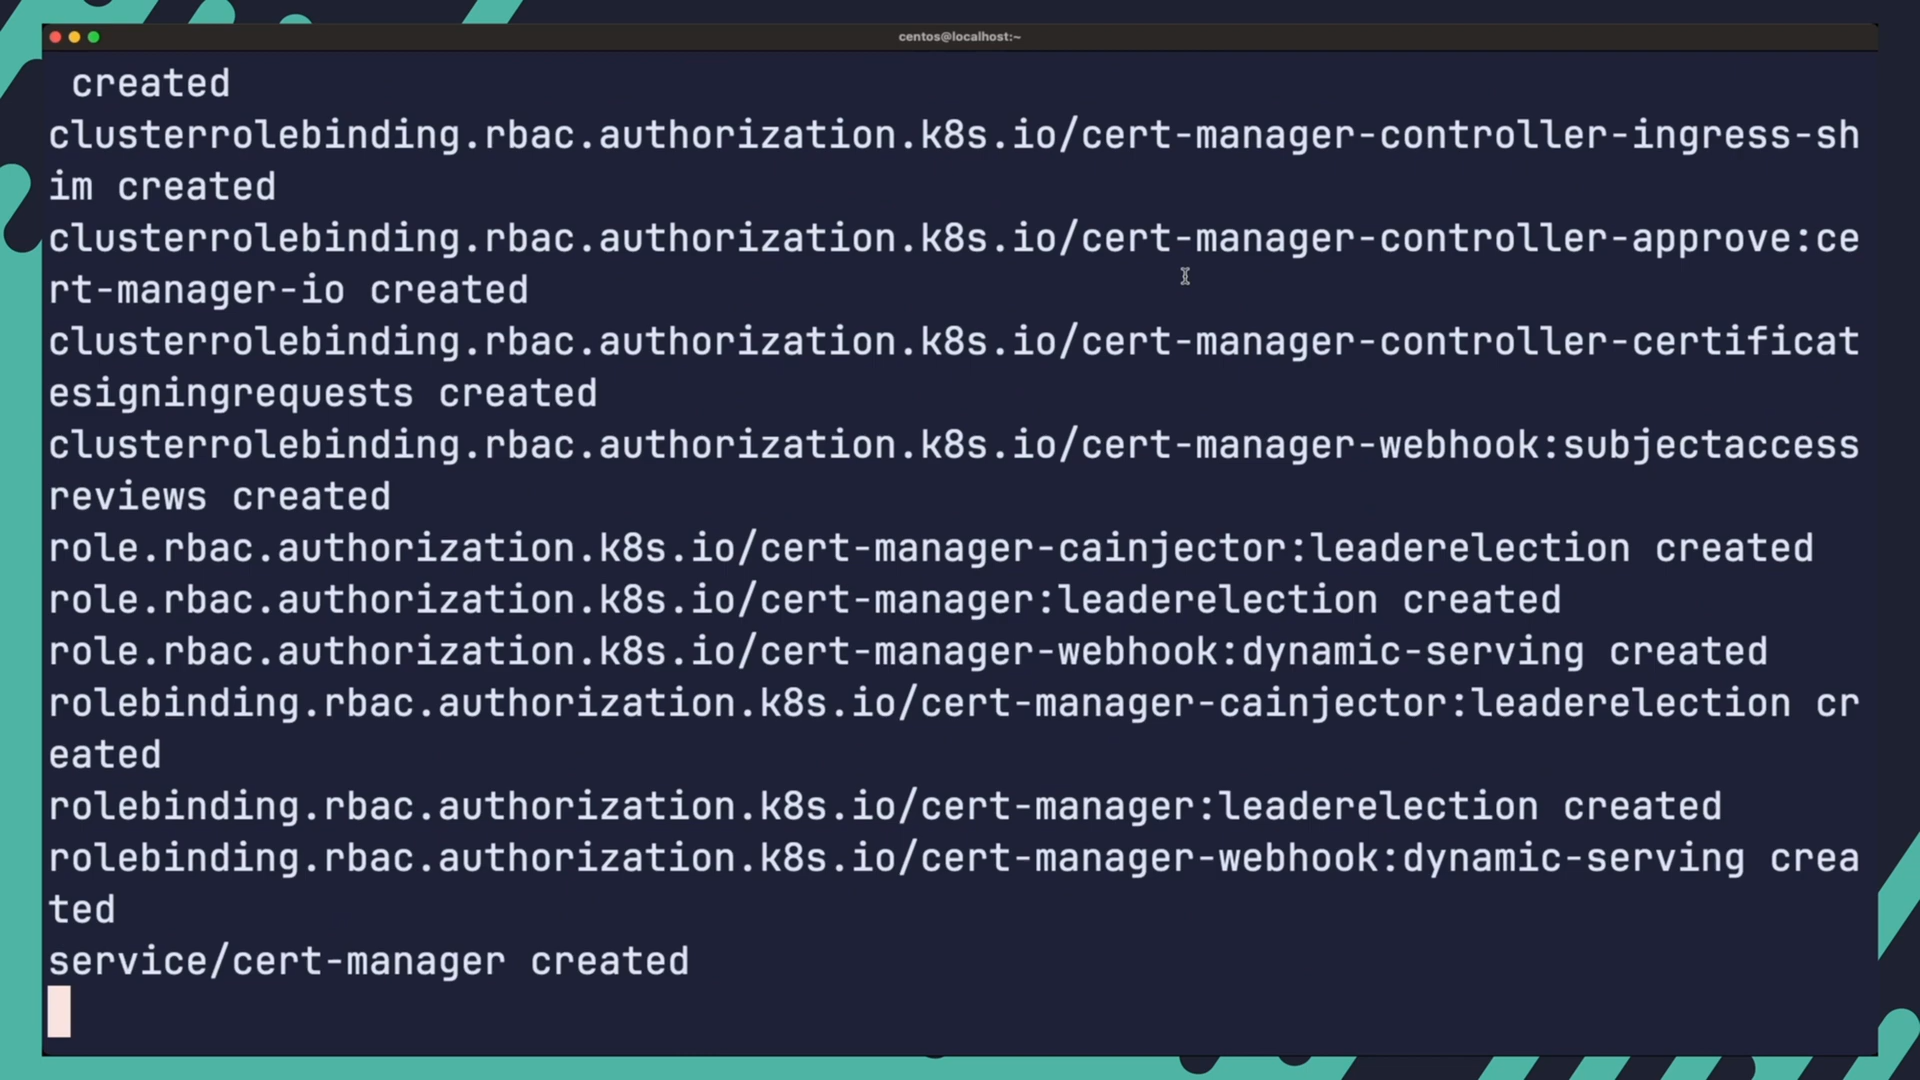 centos@localhost:~
created
clusterrolebinding.rbac.authorization.k8s.io/cert-manager-controller-ingress-sh
im created
clusterrolebinding.rbac.authorization.k8s.io/cert-manager-controller-approve:ce
rt-manager-io created
clusterrolebinding.rbac.authorization.k8s.io/cert-manager-controller-certificat
esigningrequests created
clusterrolebinding.rbac.authorization.k8s.io/cert-manager-webhook:subjectaccess
reviews created
role.rbac.authorization.k8s.io/cert-manager-cainjector:leaderelection created
role.rbac.authorization.k8s.io/cert-manager:leaderelection created
role.rbac.authorization.k8s.io/cert-manager-webhook:dynamic-serving created
rolebinding.rbac.authorization.k8s.io/cert-manager-cainjector:leaderelection cr
eated
rolebinding.rbac.authorization.k8s.io/cert-manager:leaderelection created
rolebinding.rbac.authorization.k8s.io/cert-manager-webhook:dynamic-serving crea
ted
service/cert-manager created